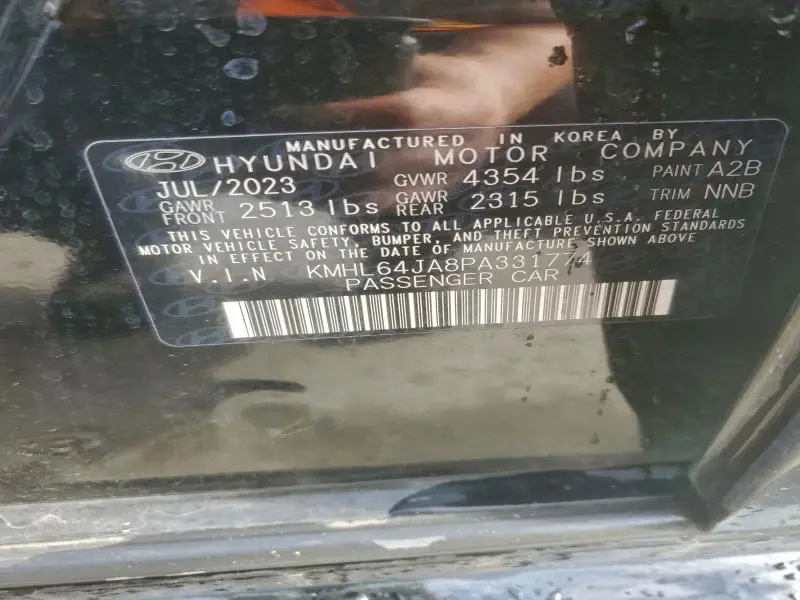 MANUFACTURED IN KOREA BY
HYUNDAI MOTOR COMPANY
JUL/2023 GVWR 4354 lbs PAINT A2B
GAWR FRONT 2513 lbs GAWR REAR 2315 lbs TRIM NNB
THIS VEHICLE CONFORMS TO ALL APPLICABLE U.S.A. FEDERAL
MOTOR VEHICLE SAFETY, BUMPER, AND THEFT PREVENTION STANDARDS
IN EFFECT ON THE DATE OF MANUFACTURE SHOWN ABOVE
V.I.N KMHL64JA8PA331774
PASSENGER CAR